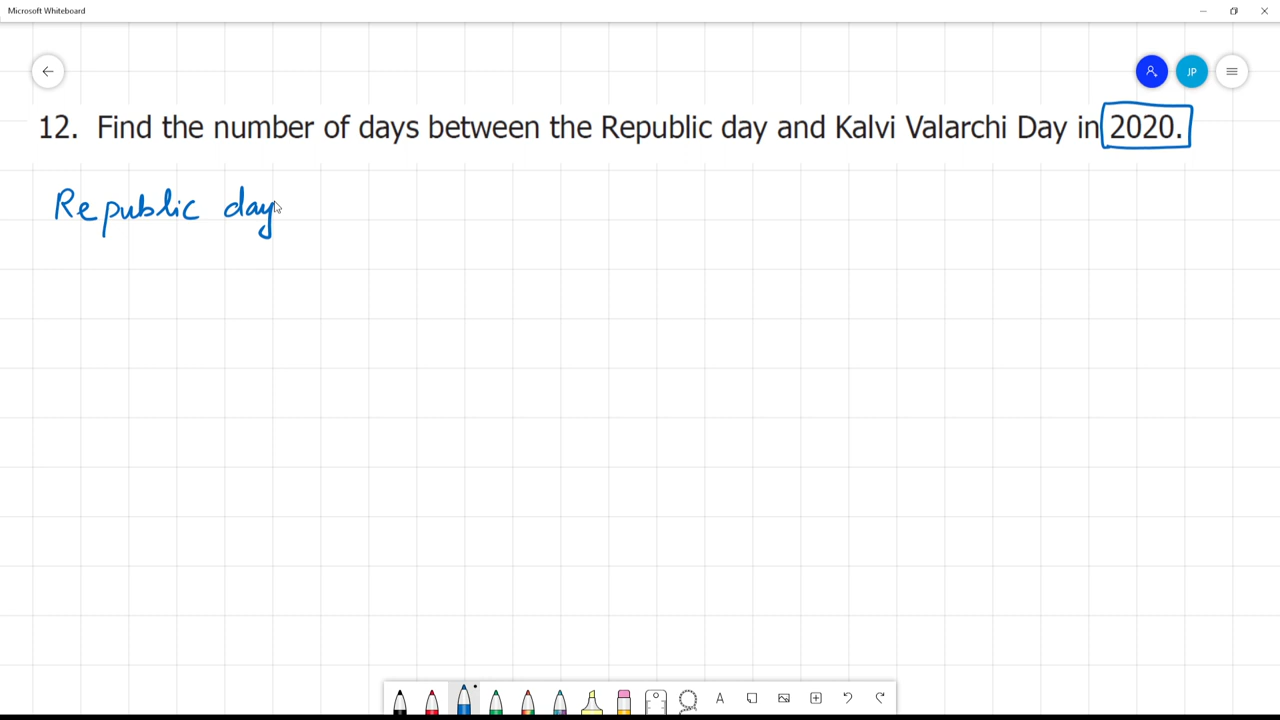 Microsoft Whiteboard
JP
12. Find the number of days between the Republic day and Kalvi Valarchi Day in 2020.
Republic day
A